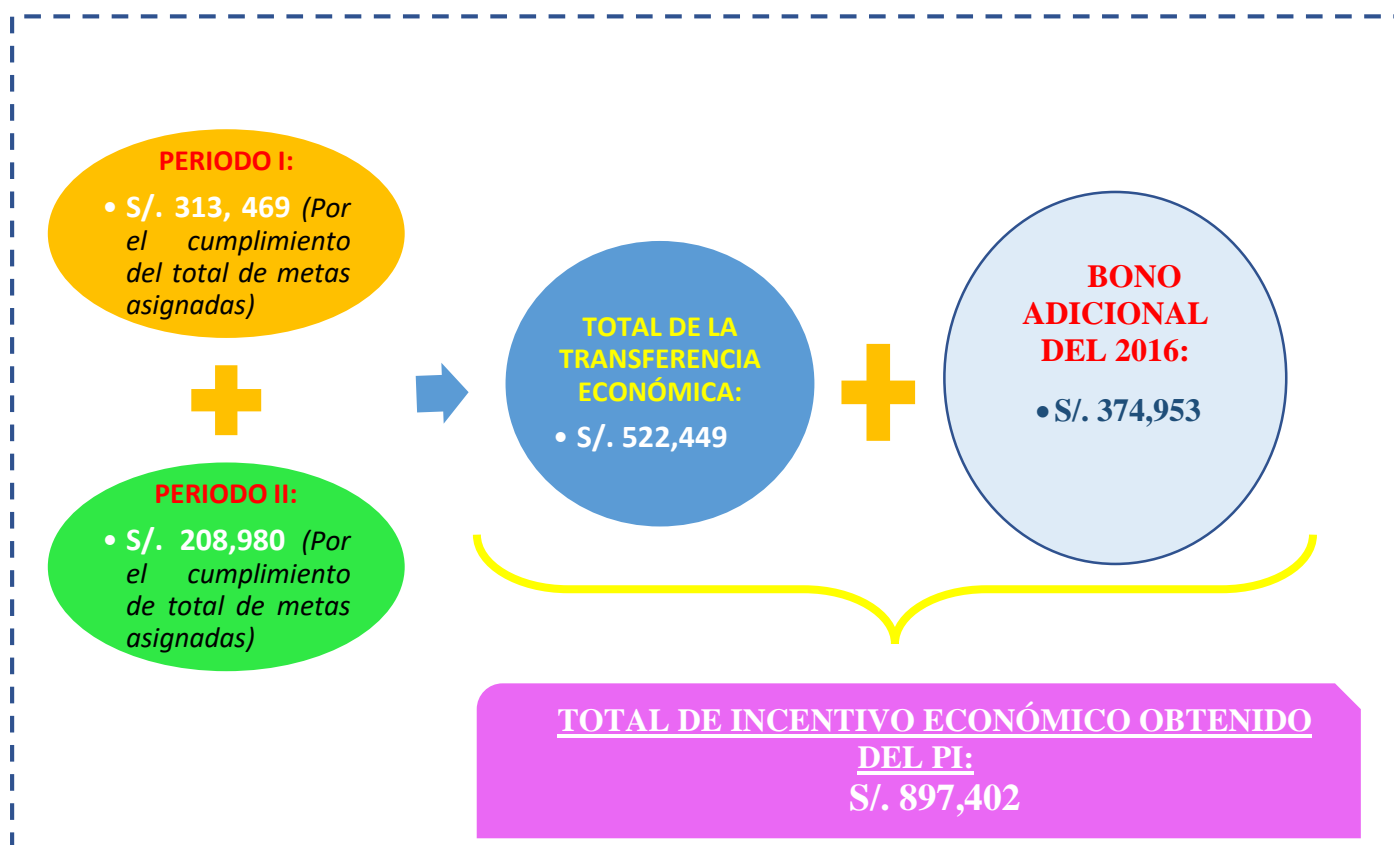 PERIODO I:
• S/. 313, 469 (Por
el cumplimiento
del total de metas
asignadas)
PERIODO II:
• S/. 208,980 (Por
el cumplimiento
de total de metas
asignadas)
TOTAL DE LA
TRANSFERENCIA
ECONÓMICA:
• S/. 522,449
BONO
ADICIONAL
DEL 2016:
• S/. 374,953
TOTAL DE INCENTIVO ECONÓMICO OBTENIDO
DEL PI:
S/. 897,402